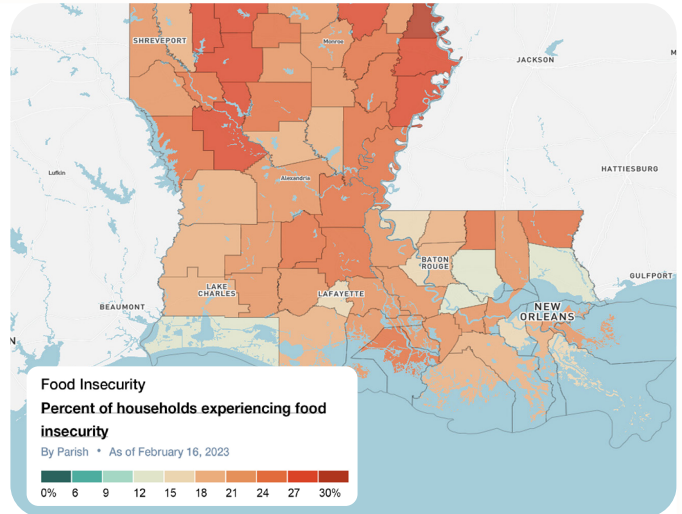 SHREVEPORT
Monroe
JACKSON
M
Lufkin
Alexandria
HATTIESBURG
BATON
ROUGE
GULFPORT
LAKE
CHARLES
LAFAYETTE
BEAUMONT
NEW
ORLEANS
N
Food Insecurity
Percent of households experiencing food
insecurity
By Parish • As of February 16, 2023
0% 6 9 12 15 18 21 24 27 30%